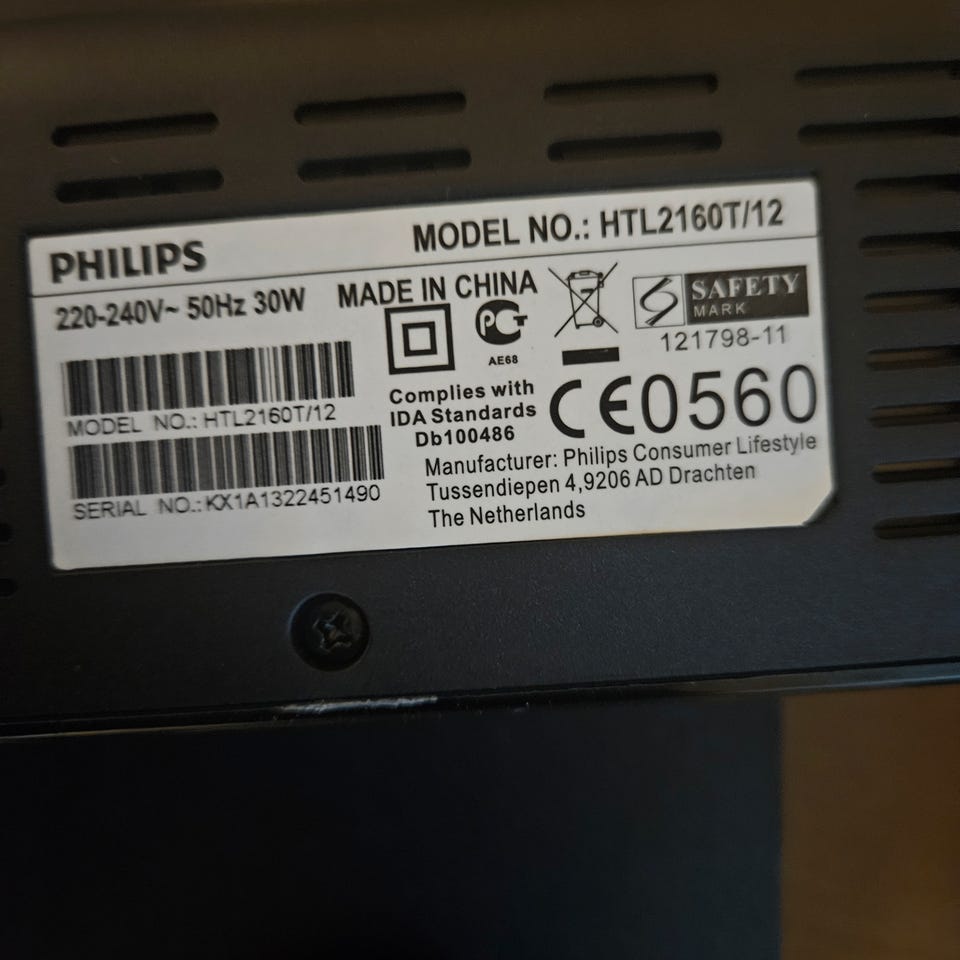 PHILIPS
MODEL NO.: HTL2160T/12
220-240V~ 50Hz 30W
MADE IN CHINA
AE68
SAFETY
MARK
121798-11
MODEL NO.: HTL2160T/12
Complies with
IDA Standards
Db100486
CE0560
SERIAL NO.:KX1A1322451490
Manufacturer: Philips Consumer Lifestyle
Tussendiepen 4,9206 AD Drachten
The Netherlands